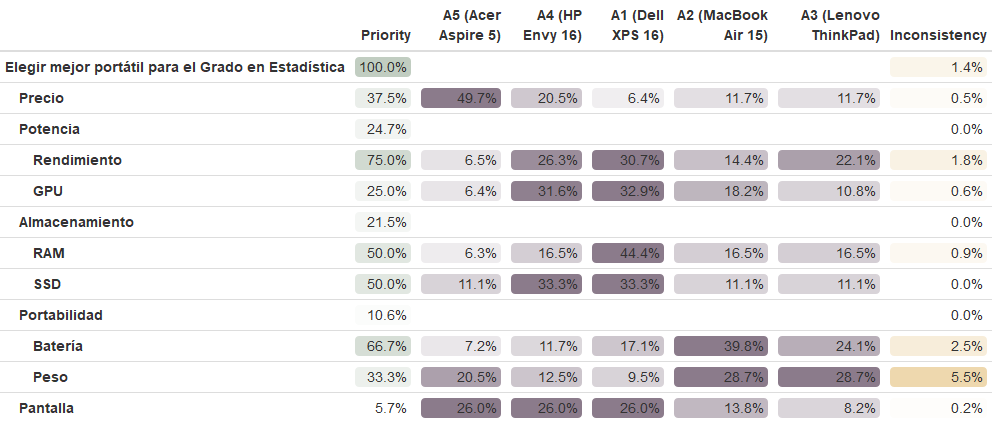 Priority A5 (Acer Aspire 5) A4 (HP Envy 16) A1 (Dell XPS 16) A2 (MacBook Air 15) A3 (Lenovo ThinkPad) Inconsistency
Elegir mejor portátil para el Grado en Estadística 100.0% 1.4%
Precio 37.5% 49.7% 20.5% 6.4% 11.7% 11.7% 0.5%
Potencia 24.7% 0.0%
Rendimiento 75.0% 6.5% 26.3% 30.7% 14.4% 22.1% 1.8%
GPU 25.0% 6.4% 31.6% 32.9% 18.2% 10.8% 0.6%
Almacenamiento 21.5% 0.0%
RAM 50.0% 6.3% 16.5% 44.4% 16.5% 16.5% 0.9%
SSD 50.0% 11.1% 33.3% 33.3% 11.1% 11.1% 0.0%
Portabilidad 10.6% 0.0%
Batería 66.7% 7.2% 11.7% 17.1% 39.8% 24.1% 2.5%
Peso 33.3% 20.5% 12.5% 9.5% 28.7% 28.7% 5.5%
Pantalla 5.7% 26.0% 26.0% 26.0% 13.8% 8.2% 0.2%